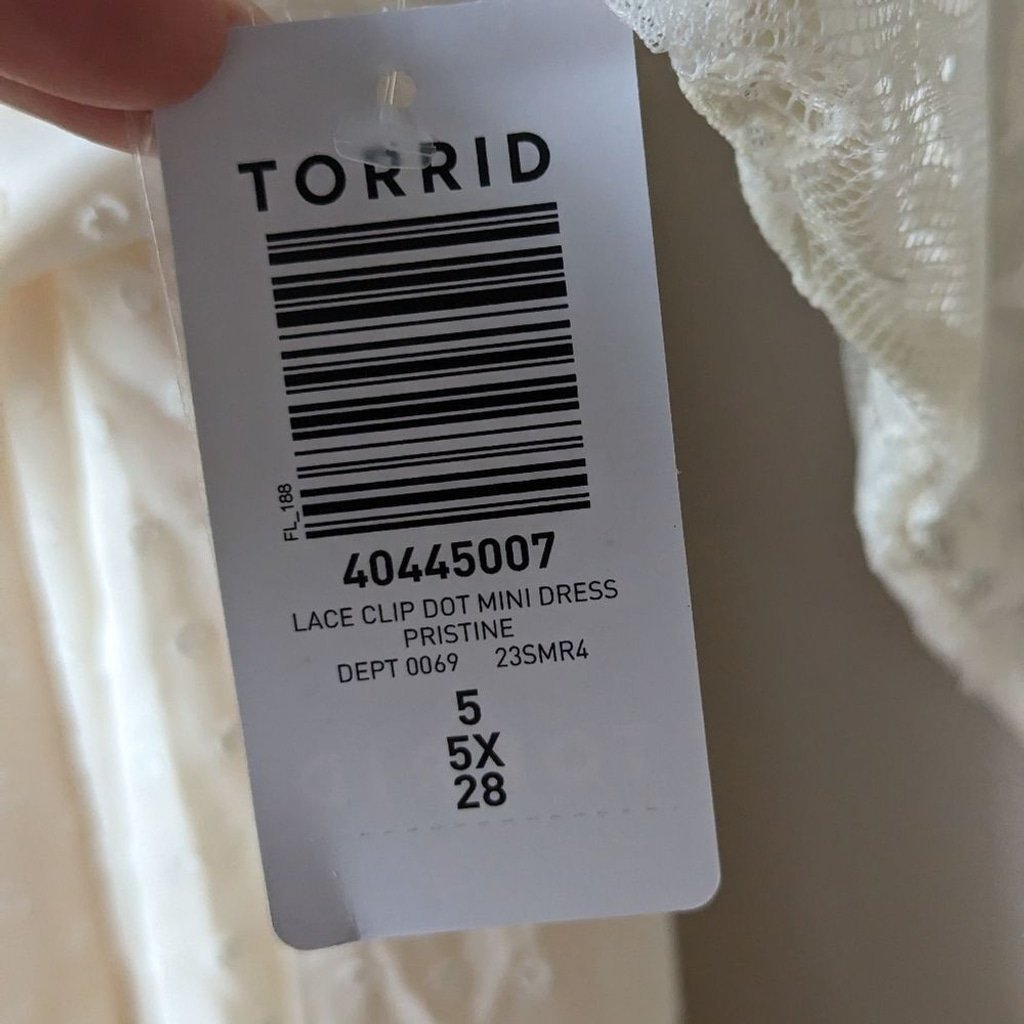 TORRID
FL_188
40445007
LACE CLIP DOT MINI DRESS
PRISTINE
DEPT 0069 23SMR4
5
5X
28